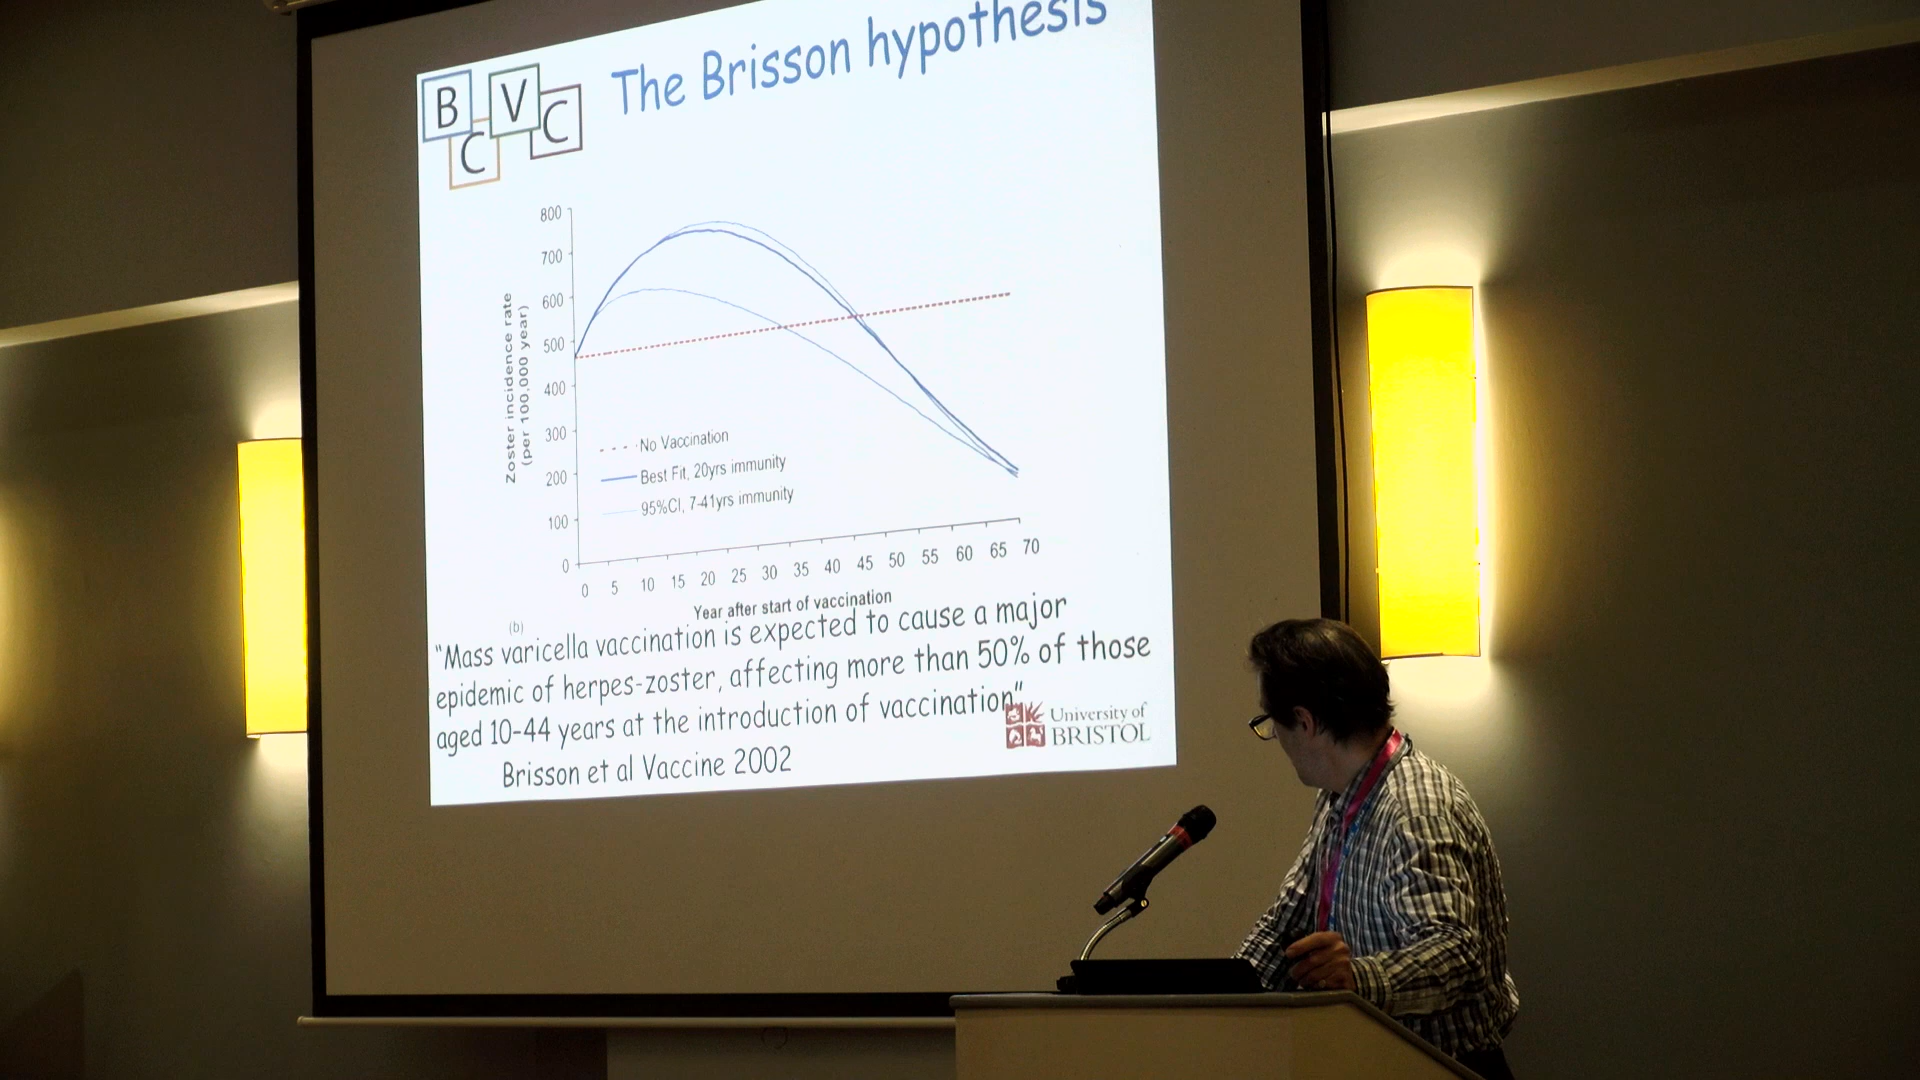 The Brisson hypothesis
B
C
V
C
800
700
600
500
400
300
200
100
0
Zoster incidence rate
(per 100,000 year)
No Vaccination
Best Fit, 20yrs immunity
95%CI, 7-41yrs immunity
0 5 10 15 20 25 30 35 40 45 50 55 60 65 70
Year after start of vaccination
(b)
"Mass varicella vaccination is expected to cause a major
epidemic of herpes-zoster, affecting more than 50% of those
aged 10-44 years at the introduction of vaccination"
Brisson et al Vaccine 2002
University of
BRISTOL